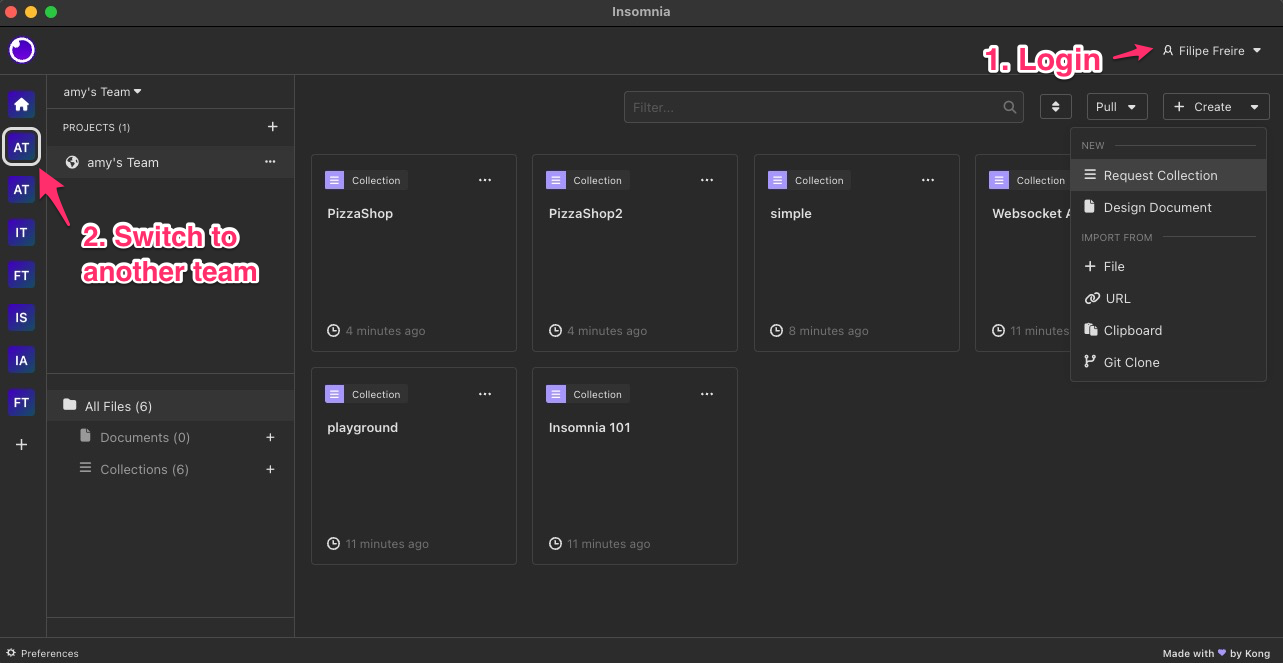 Insomnia
1. Login
Filipe Freire
amy's Team
Filter...
Pull
Create
PROJECTS (1)
amy's Team
AT
AT
IT
FT
IS
IA
FT
2. Switch to
another team
NEW
Request Collection
Design Document
IMPORT FROM
File
URL
Clipboard
Git Clone
Collection
PizzaShop
4 minutes ago
Collection
PizzaShop2
4 minutes ago
Collection
simple
8 minutes ago
Collection
Websocket A
11 minutes
Collection
playground
11 minutes ago
Collection
Insomnia 101
11 minutes ago
All Files (6)
Documents (0)
Collections (6)
Preferences
Made with 💜 by Kong